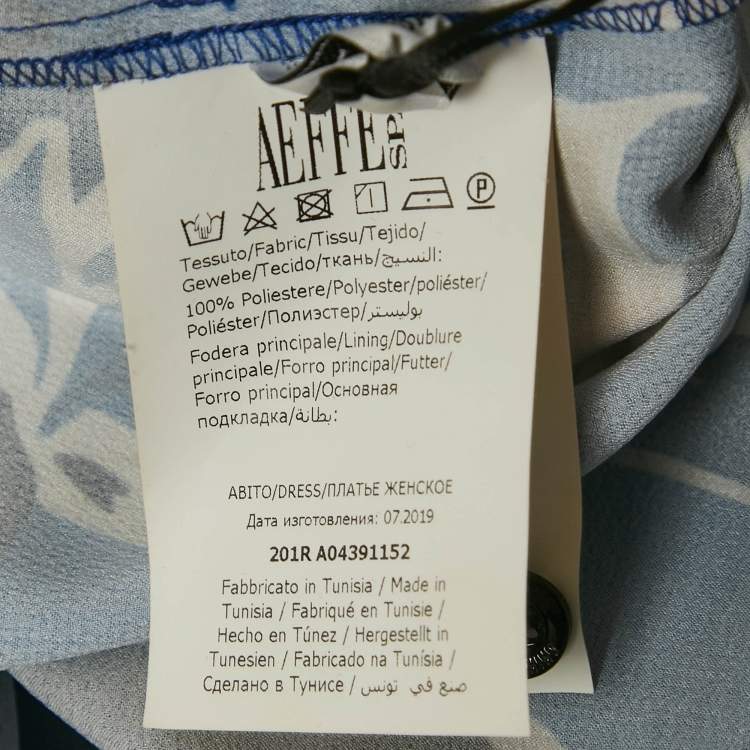 AEFFE
SP
P
Tessuto/Fabric/Tissu/Tejido/
Gewebe/Tecido/ткань/النسيج:
100% Poliestere/Polyester/poliéster/
Poliéster/Полиэстер/بوليستر
Fodera principale/Lining/Doublure
principale/Forro principal/Futter/
Forro principal/Основная
подкладка/بطانة:
ABITO/DRESS/ПЛАТЬЕ ЖЕНСКОЕ
Дата изготовления: 07.2019
201R A04391152
Fabbricato in Tunisia / Made in
Tunisia / Fabriqué en Tunisie /
Hecho en Túnez / Hergestellt in
Tunesien / Fabricado na Tunísia /
Сделано в Тунисе / صنع في تونس